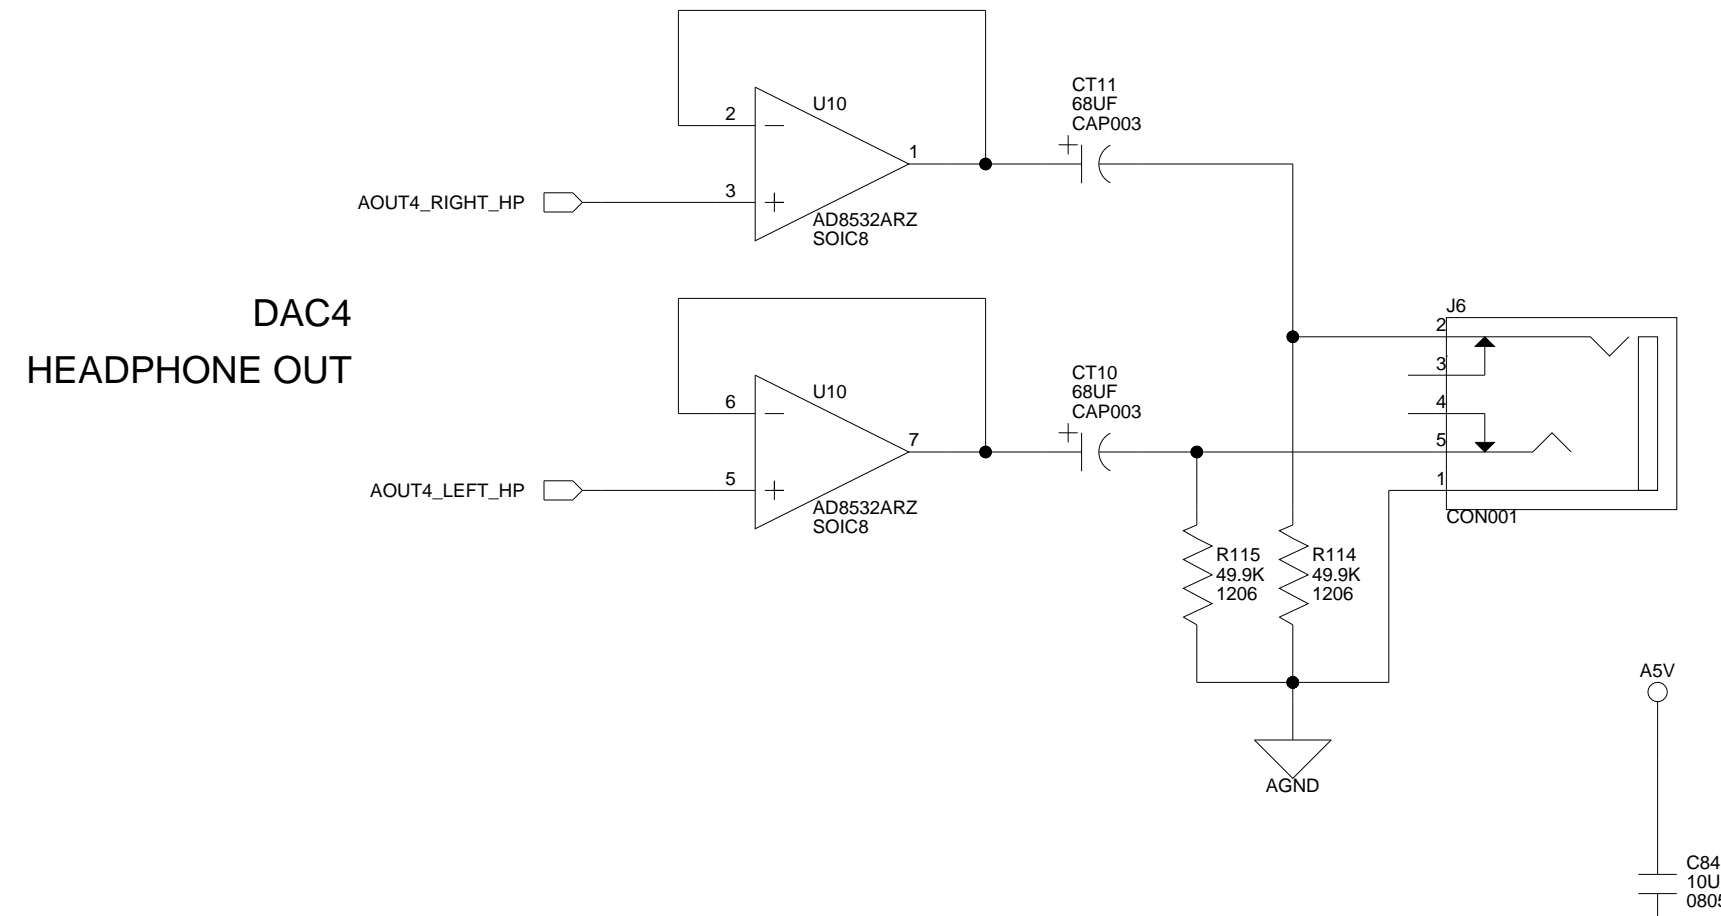 CT11
68UF
CAP003
U10
2
1
3
AOUT4_RIGHT_HP
AD8532ARZ
SOIC8
DAC4
HEADPHONE OUT
J6
2
3
4
5
1
CON001
CT10
68UF
CAP003
U10
6
7
5
AOUT4_LEFT_HP
AD8532ARZ
SOIC8
R115
49.9K
1206
R114
49.9K
1206
AGND
A5V
C84
10U
0805